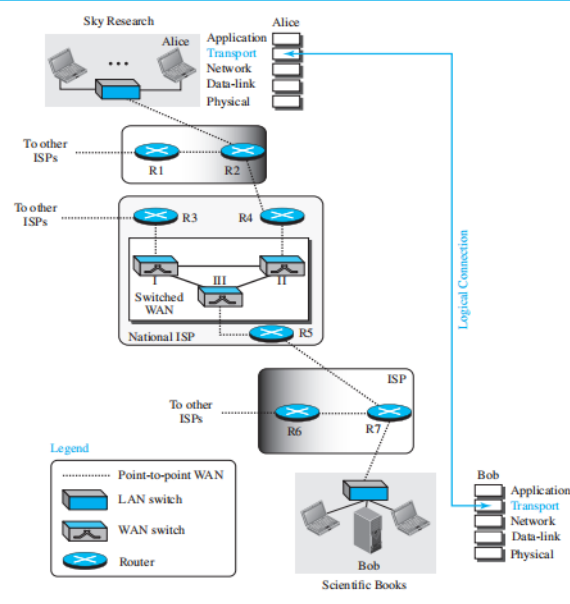 Sky Research
Alice
Alice
Application
Transport
Network
Data-link
Physical
To other
ISPs
R1
R2
To other
ISPs
R3
R4
I
III
II
Switched
WAN
National ISP
R5
Logical Connection
ISP
To other
ISPs
R6
R7
Legend
Point-to-point WAN
LAN switch
WAN switch
Router
Bob
Scientific Books
Bob
Application
Transport
Network
Data-link
Physical